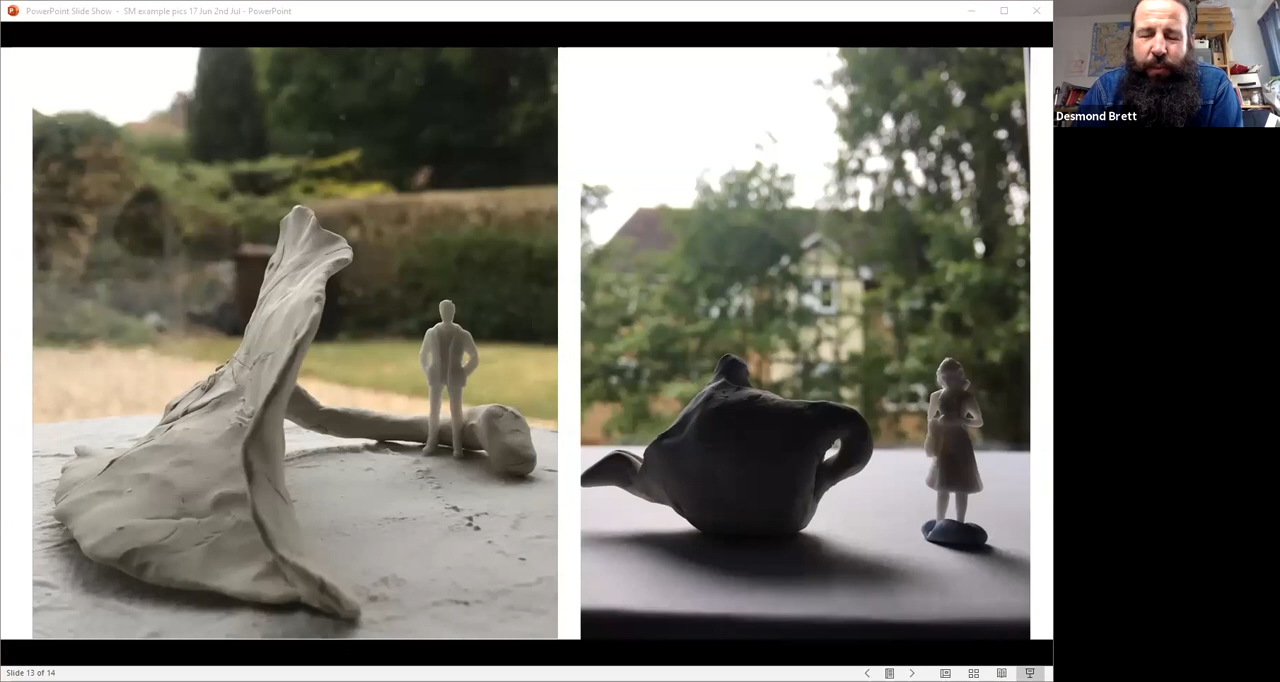 PowerPoint Slide Show - SM example pics 17 Jun 2nd Jul - PowerPoint
Desmond Brett
Slide 13 of 14